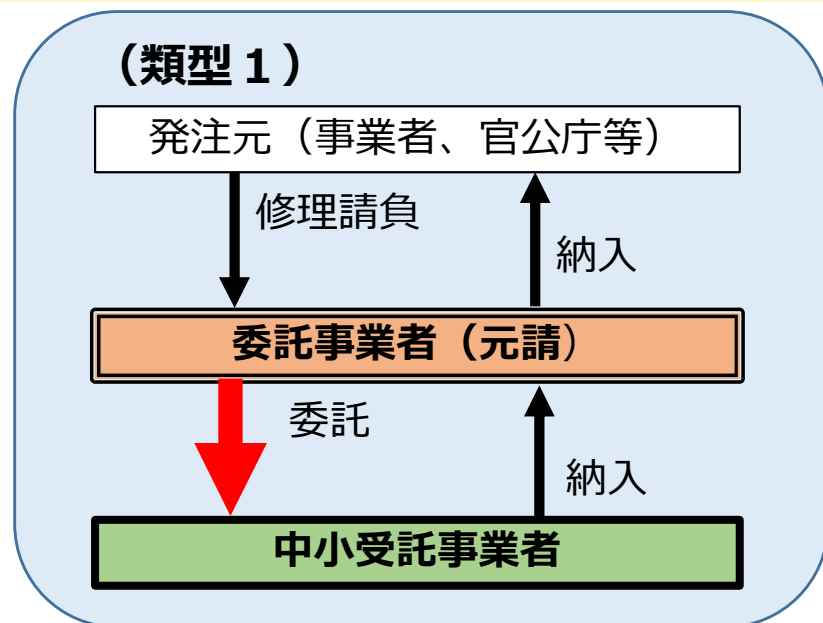 （類型１）
発注元（事業者、官公庁等）
修理請負
納入
委託事業者（元請）
委託
納入
中小受託事業者